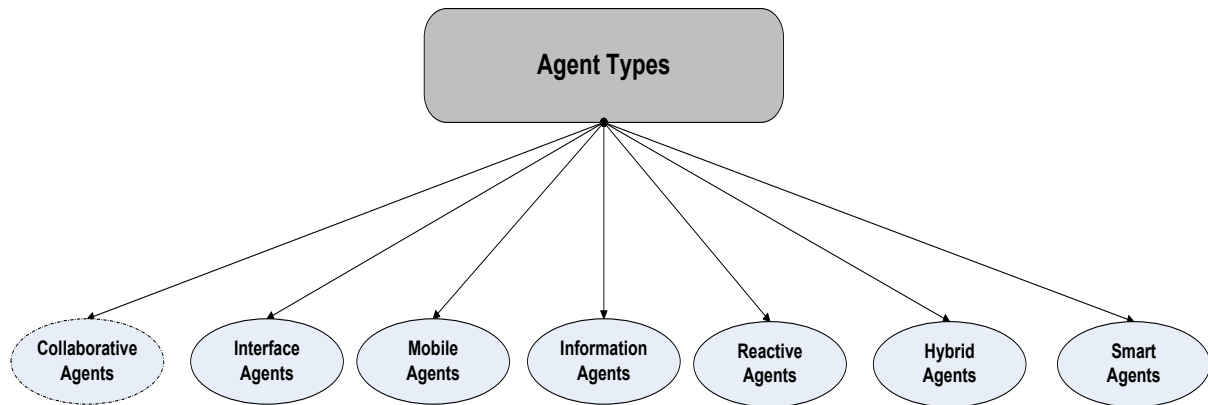 Agent Types
Collaborative
Agents
Interface
Agents
Mobile
Agents
Information
Agents
Reactive
Agents
Hybrid
Agents
Smart
Agents